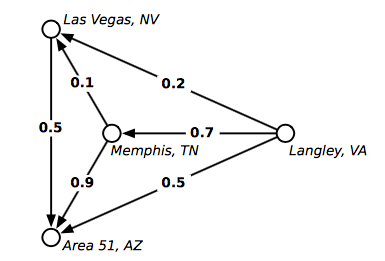 Las Vegas, NV
0.1
0.2
0.5
0.7
Memphis, TN
Langley, VA
0.9
0.5
Area 51, AZ